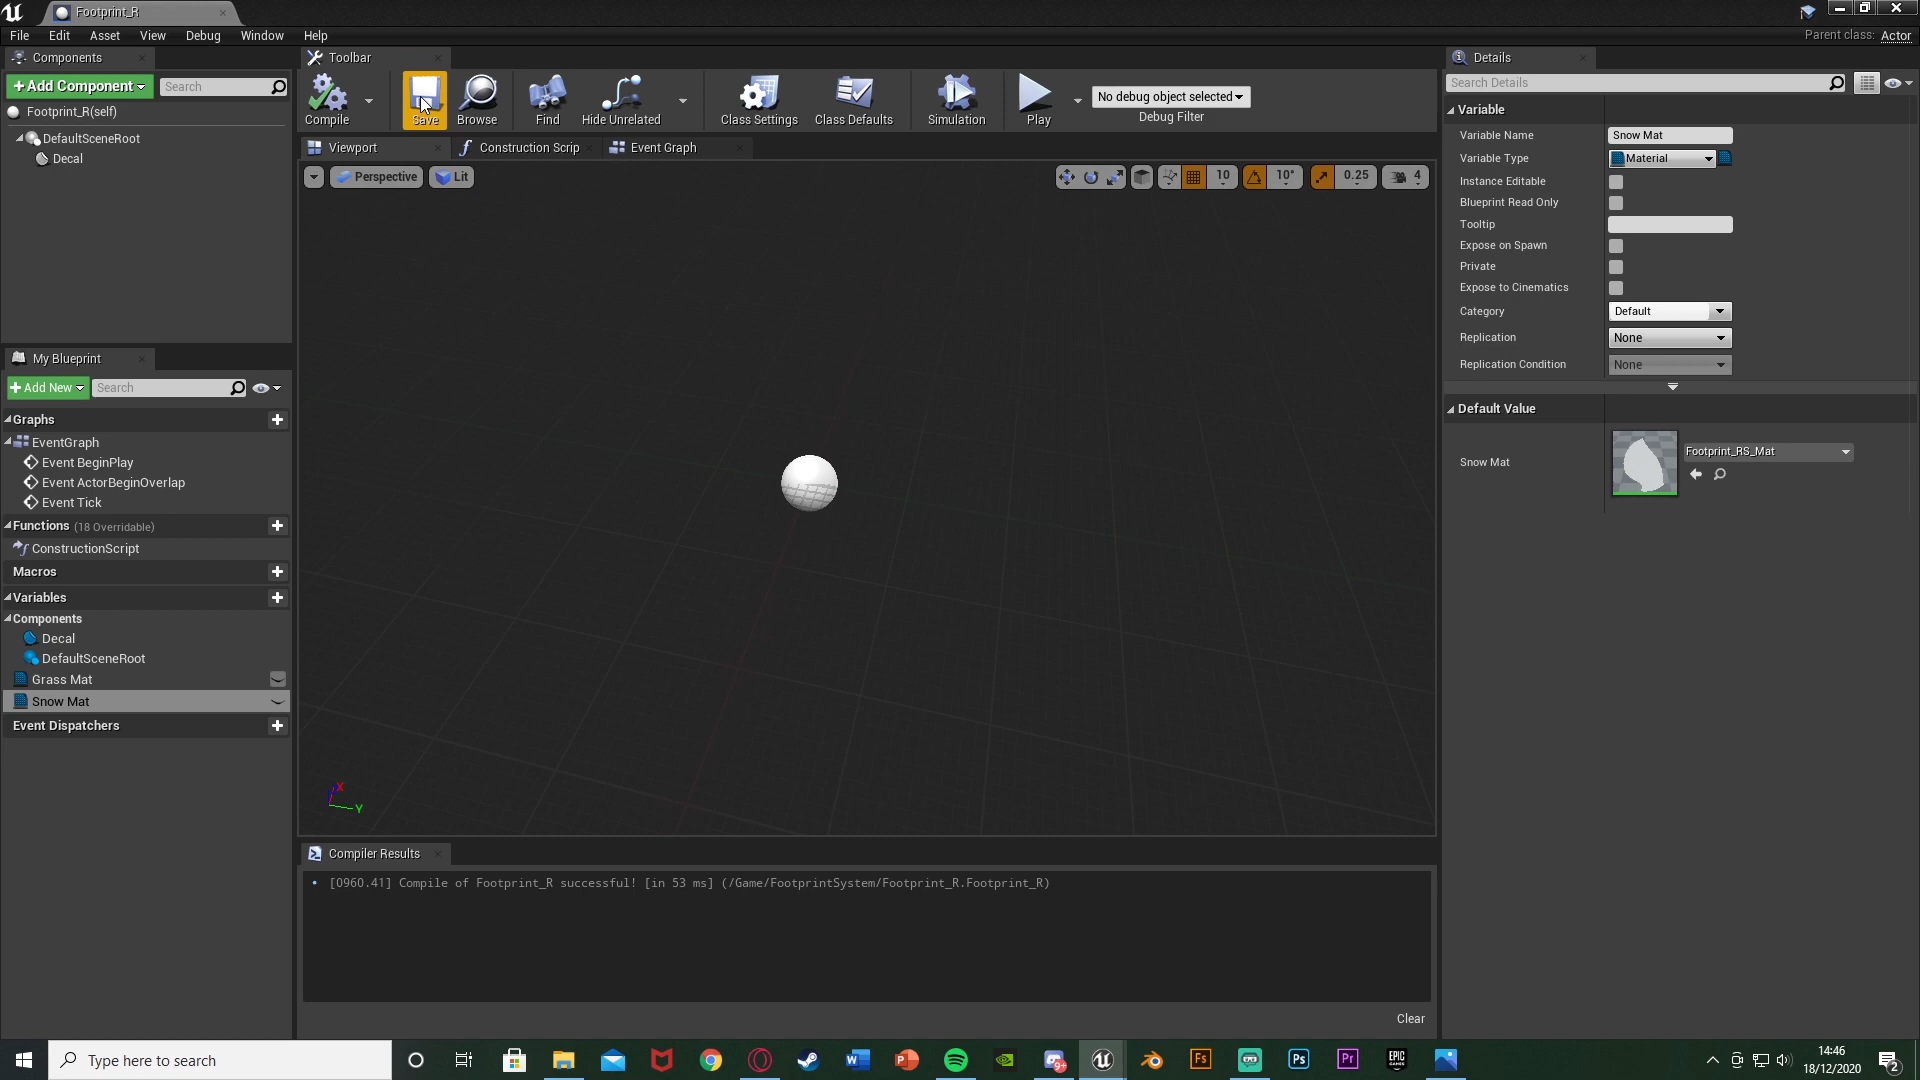 Footprint_R
File Edit Asset View Debug Window Help
Parent class: Actor
Components
+Add Component
Search
Footprint_R(self)
DefaultSceneRoot
Decal
My Blueprint
+Add New
Search
Graphs
EventGraph
Event BeginPlay
Event ActorBeginOverlap
Event Tick
Functions (18 Overridable)
ConstructionScript
Macros
Variables
Components
Decal
DefaultSceneRoot
Grass Mat
Snow Mat
Event Dispatchers
Toolbar
Compile
Save
Browse
Find
Hide Unrelated
Class Settings
Class Defaults
Simulation
Play
No debug object selected
Debug Filter
Viewport
Construction Scrip
Event Graph
Perspective
Lit
10
10°
0.25
4
X
Y
Compiler Results
[0960.41] Compile of Footprint_R successful! [in 53 ms] (/Game/FootprintSystem/Footprint_R.Footprint_R)
Clear
Details
Search Details
Variable
Variable Name Snow Mat
Variable Type Material
Instance Editable
Blueprint Read Only
Tooltip
Expose on Spawn
Private
Expose to Cinematics
Category Default
Replication None
Replication Condition None
Default Value
Snow Mat Footprint_RS_Mat
Type here to search
9+
W
P
Fs
Ps
Pr
EPIC GAMES
14:46
18/12/2020
2